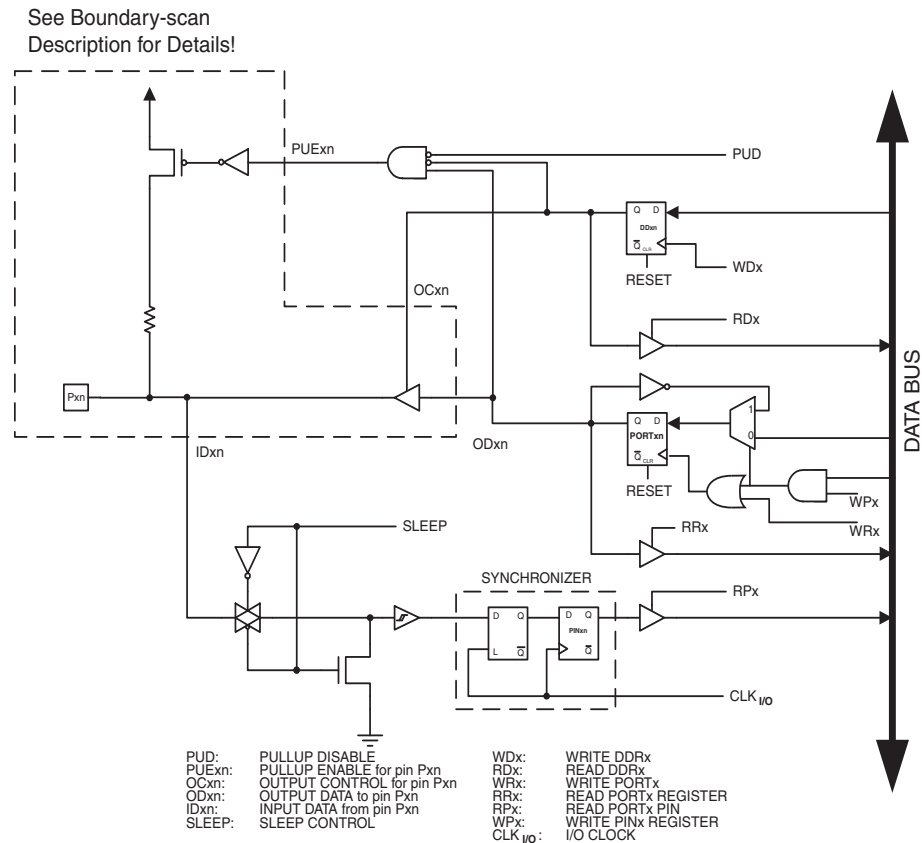 See Boundary-scan
Description for Details!
PUExn
PUD
Q D
DDxn
Q CLR
WDx
RESET
OCxn
RDx
Pxn
1
Q D
PORTxn
0
ODxn
IDxn
Q CLR
RESET
WPx
WRx
RRx
SLEEP
SYNCHRONIZER
RPx
D Q
L Q
D Q
PINxn
Q
CLK I/O
DATA BUS
PUD: PULLUP DISABLE
PUExn: PULLUP ENABLE for pin Pxn
OCxn: OUTPUT CONTROL for pin Pxn
ODxn: OUTPUT DATA to pin Pxn
IDxn: INPUT DATA from pin Pxn
SLEEP: SLEEP CONTROL
WDx: WRITE DDRx
RDx: READ DDRx
WRx: WRITE PORTx
RRx: READ PORTx REGISTER
RPx: READ PORTx PIN
WPx: WRITE PINx REGISTER
CLK I/O: I/O CLOCK